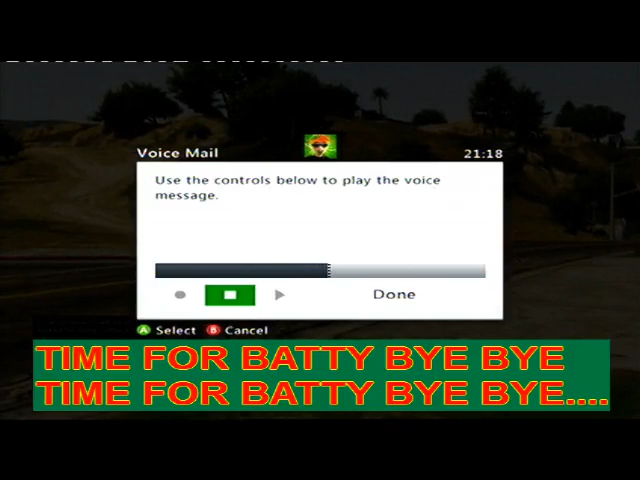 Voice Mail
21:18
Use the controls below to play the voice
message.
Done
A Select B Cancel
TIME FOR BATTY BYE BYE
TIME FOR BATTY BYE BYE....